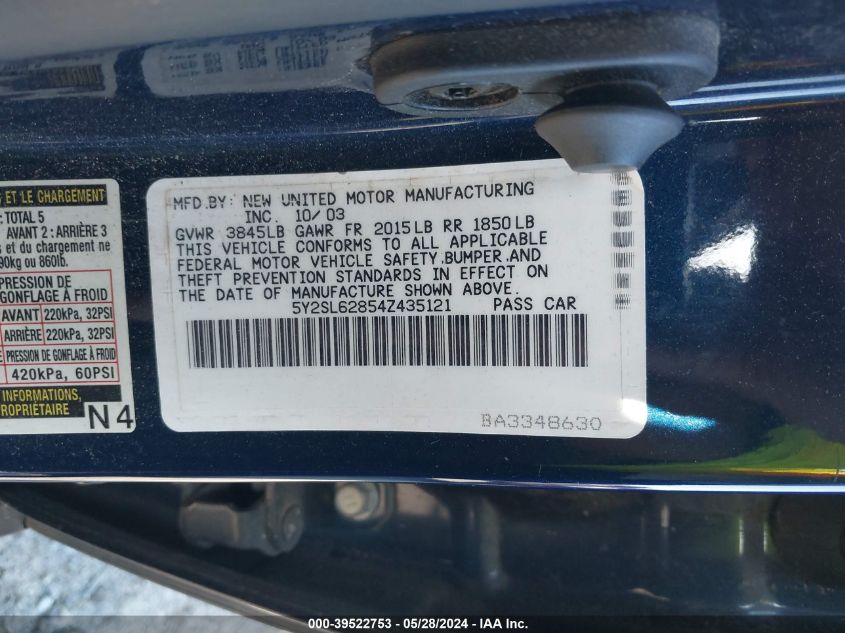 ET LE CHARGEMENT
: TOTAL 5
AVANT 2 : ARRIÈRE 3
s et du chargement ne
90kg ou 860lb.
PRESSION DE
GONFLAGE À FROID
AVANT 220kPa, 32PSI
ARRIÈRE 220kPa, 32PSI
PRESSION DE GONFLAGE À FROID
420kPa, 60PSI
INFORMATIONS,
ROPRIÉTAIRE
N4
MFD.BY: NEW UNITED MOTOR MANUFACTURING
INC. 10/03
GVWR 3845LB GAWR FR 2015LB RR 1850LB
THIS VEHICLE CONFORMS TO ALL APPLICABLE
FEDERAL MOTOR VEHICLE SAFETY,BUMPER,AND
THEFT PREVENTION STANDARDS IN EFFECT ON
THE DATE OF MANUFACTURE SHOWN ABOVE.
5Y2SL62854Z435121 PASS CAR
BA3348630
000-39522753 - 05/28/2024 - IAA Inc.